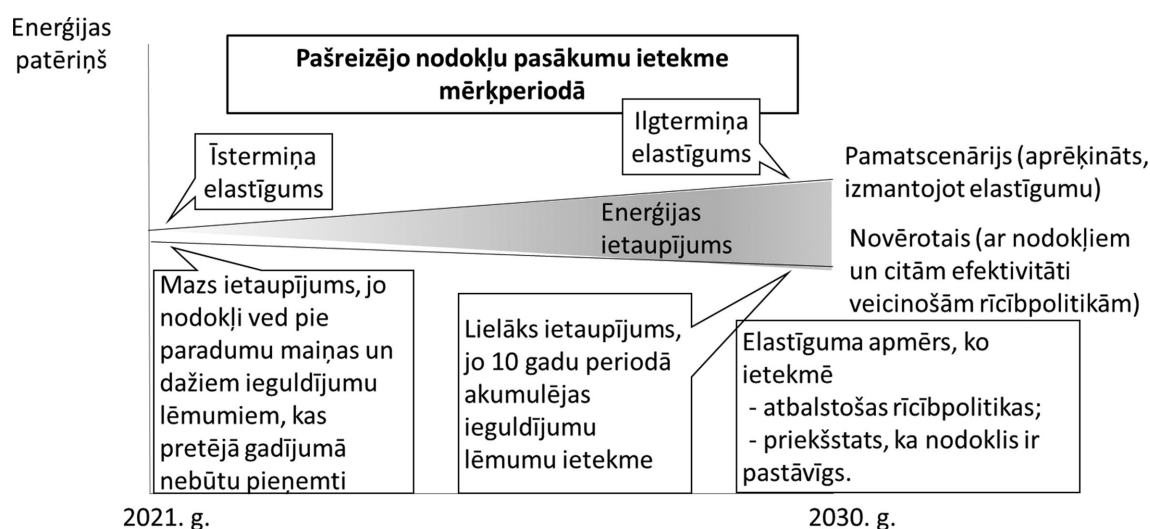 Enerģijas
patēriņš
Pašreizējo nodokļu pasākumu ietekme
mērķperiodā
Īstermiņa
elastīgums
Ilgtermiņa
elastīgums
Pamatscenārijs (aprēķināts,
izmantojot elastīgumu)
Enerģijas
ietaupījums
Novērotais (ar nodokļiem
un citām efektivitāti
veicinošām rīcībpolitikām)
Mazs ietaupījums, jo
nodokļi ved pie
paradumu maiņas un
dažiem ieguldījumu
lēmumiem, kas
pretējā gadījumā
nebūtu pieņemti
Lielāks ietaupījums,
jo 10 gadu periodā
akumulējas
ieguldījumu
lēmumu ietekme
Elastīguma apmērs, ko
ietekmē
- atbalstošas rīcībpolitikas;
- priekšstats, ka nodoklis ir
pastāvīgs.
2021. g.
2030. g.